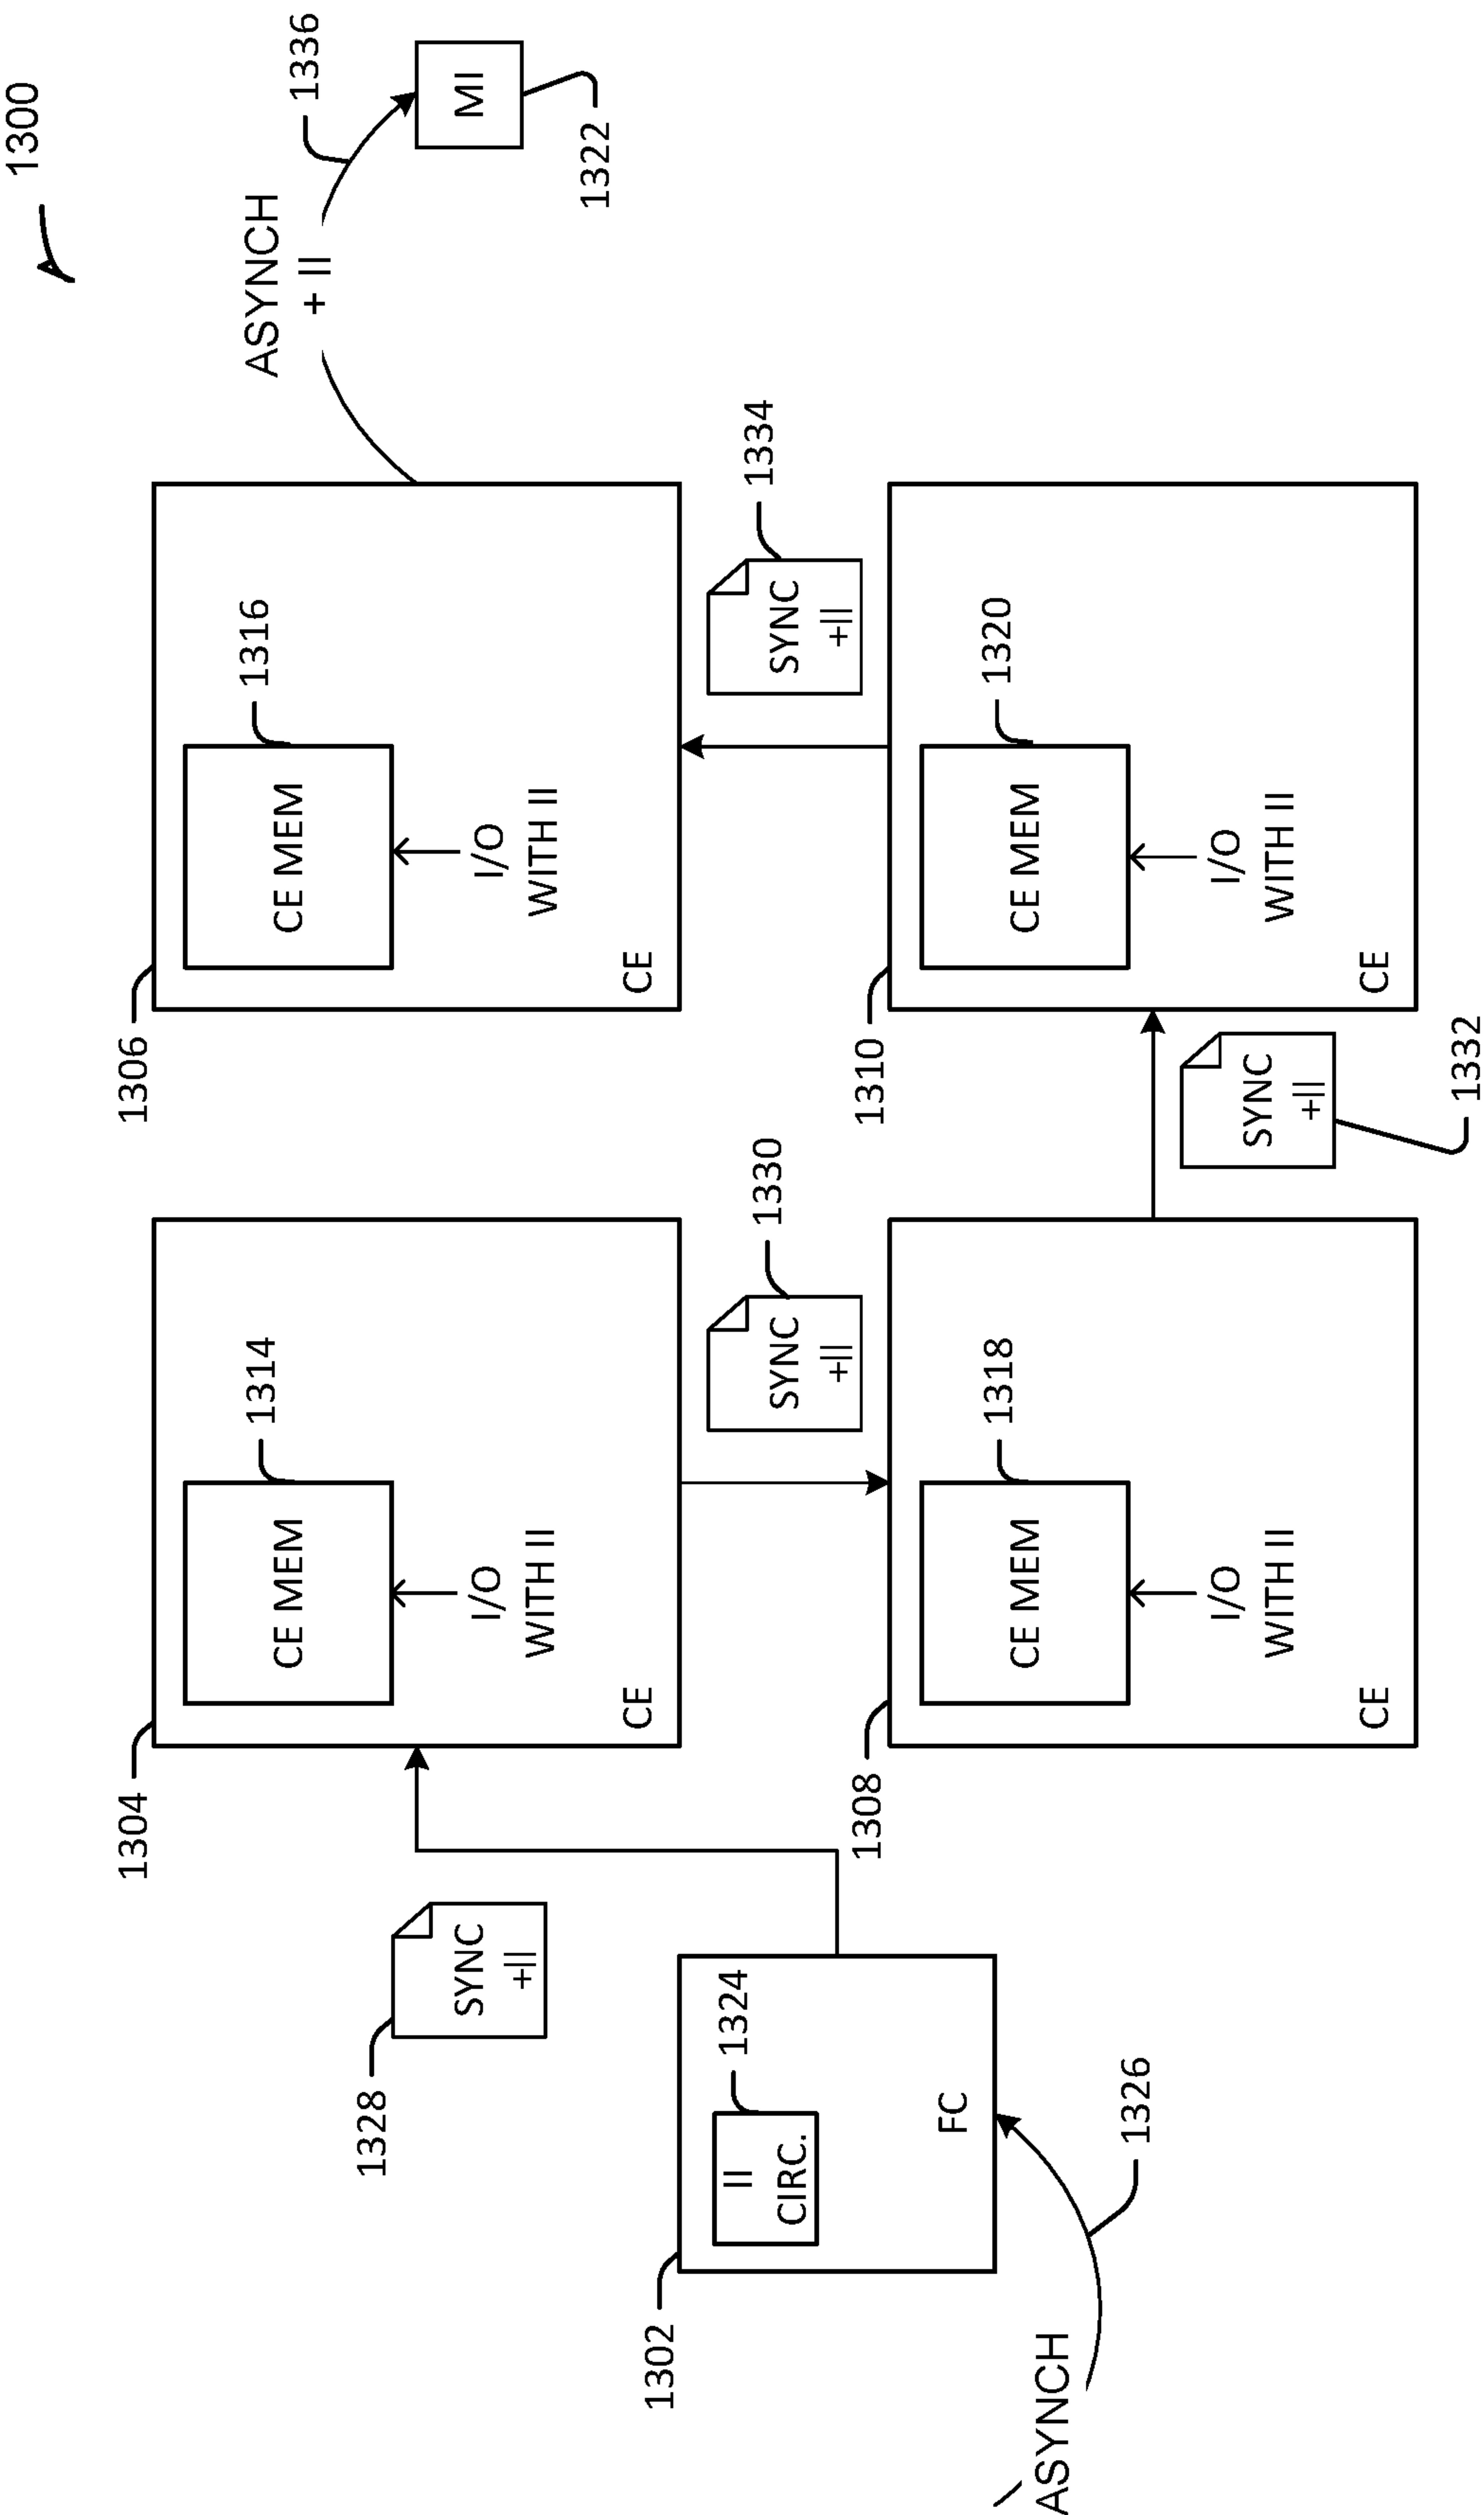 1300
ASYNCH
+ II
1336
MI
1322
1306
1316
CE MEM
I/O
WITH II
CE
1334
SYNC
+II
1304
1314
CE MEM
I/O
WITH II
CE
1330
SYNC
+II
1310
1320
CE MEM
I/O
WITH II
CE
1308
1318
CE MEM
I/O
WITH II
CE
SYNC
+II
1332
1328
SYNC
+II
1302
1324
II
CIRC.
FC
1326
ASYNCH